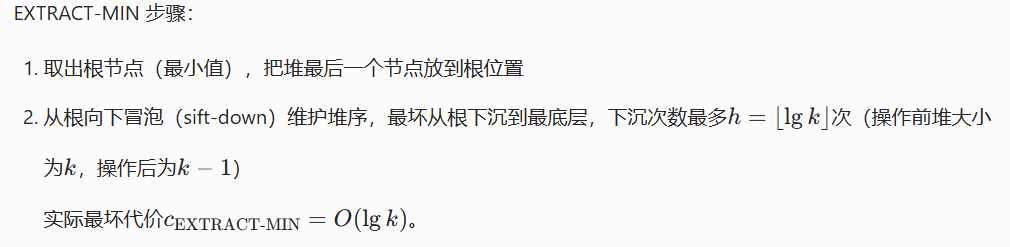 EXTRACT-MIN 步骤：
1. 取出根节点（最小值），把堆最后一个节点放到根位置
2. 从根向下冒泡（sift-down）维护堆序，最坏从根下沉到最底层，下沉次数最多h = ⌊lg k⌋次（操作前堆大小
为k，操作后为k − 1）
实际最坏代价c_EXTRACT-MIN = O(lg k)。